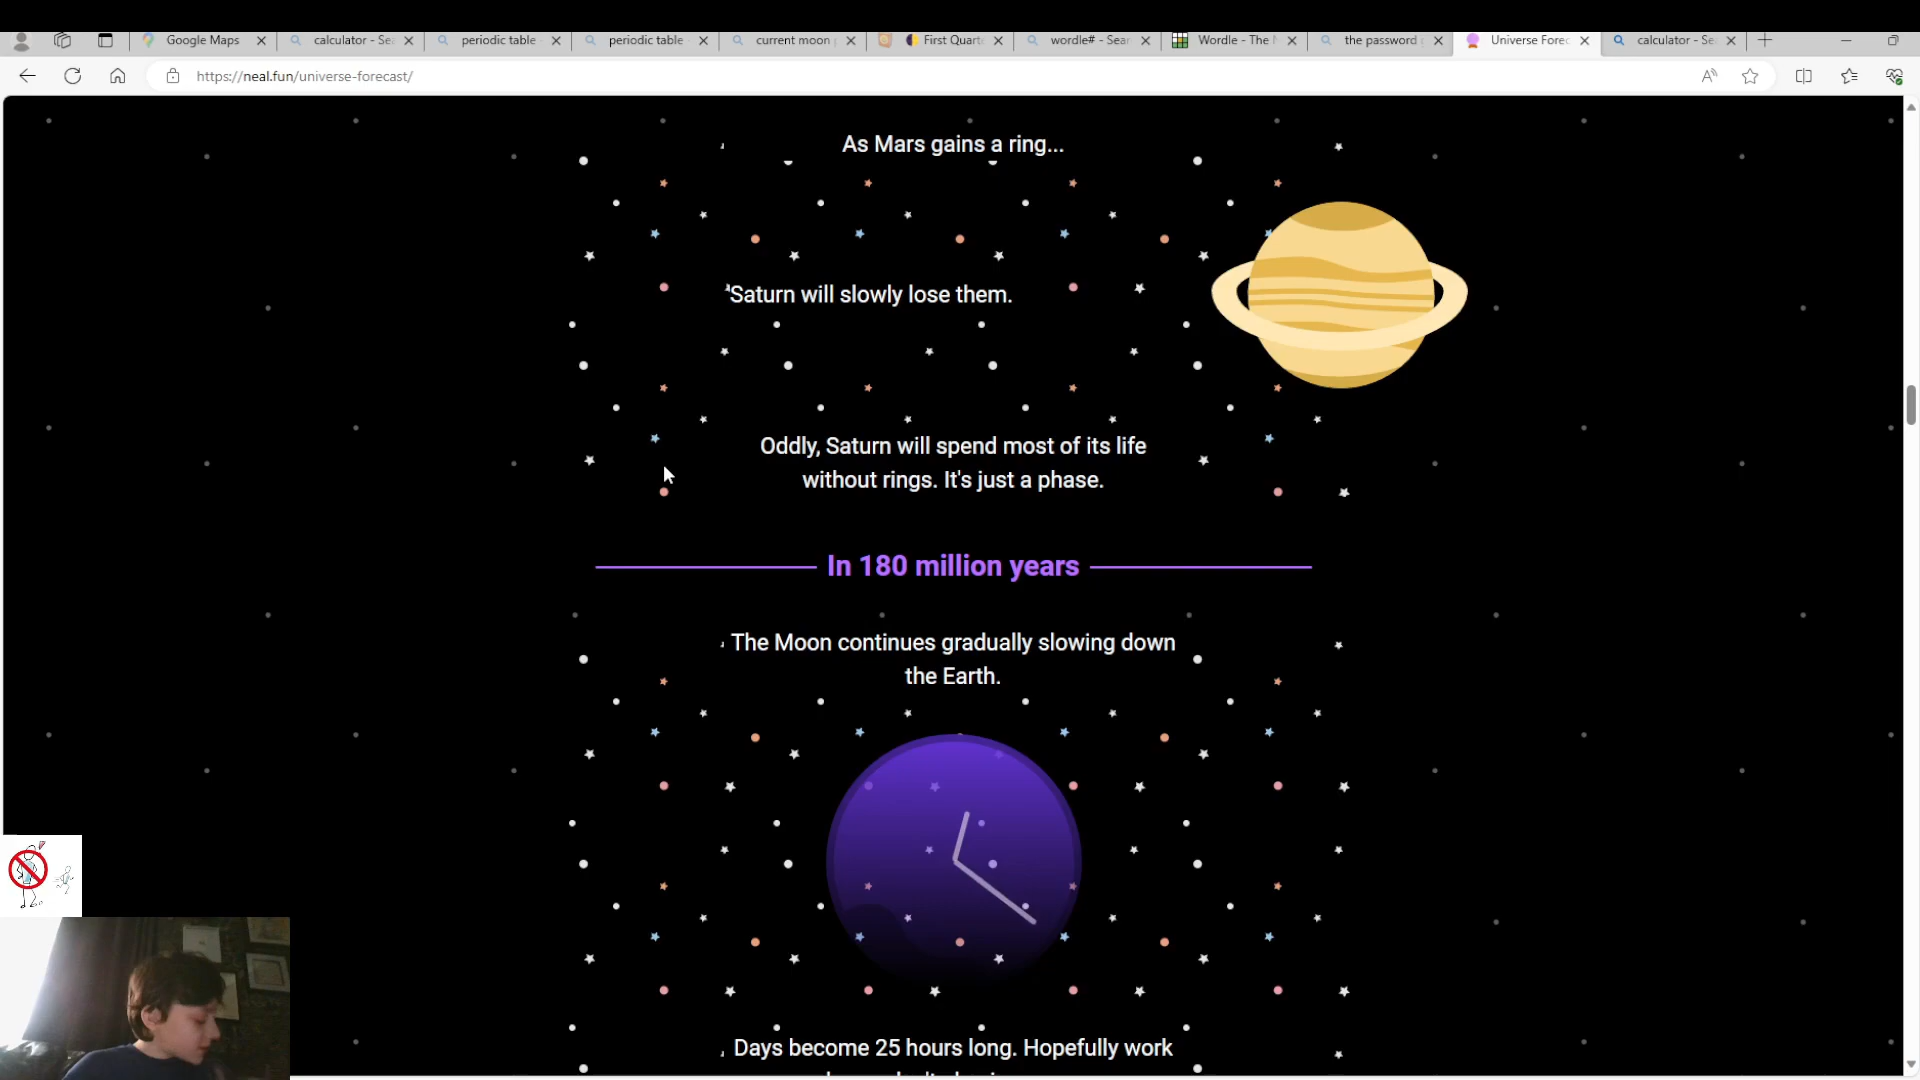 Google Maps
calculator - Sea
periodic table
periodic table
current moon
First Quart
wordle# - Sear
Wordle - The
the password
Universe Forec
calculator - Se
https://neal.fun/universe-forecast/
As Mars gains a ring...
Saturn will slowly lose them.
Oddly, Saturn will spend most of its life
without rings. It's just a phase.
In 180 million years
The Moon continues gradually slowing down
the Earth.
Days become 25 hours long. Hopefully work